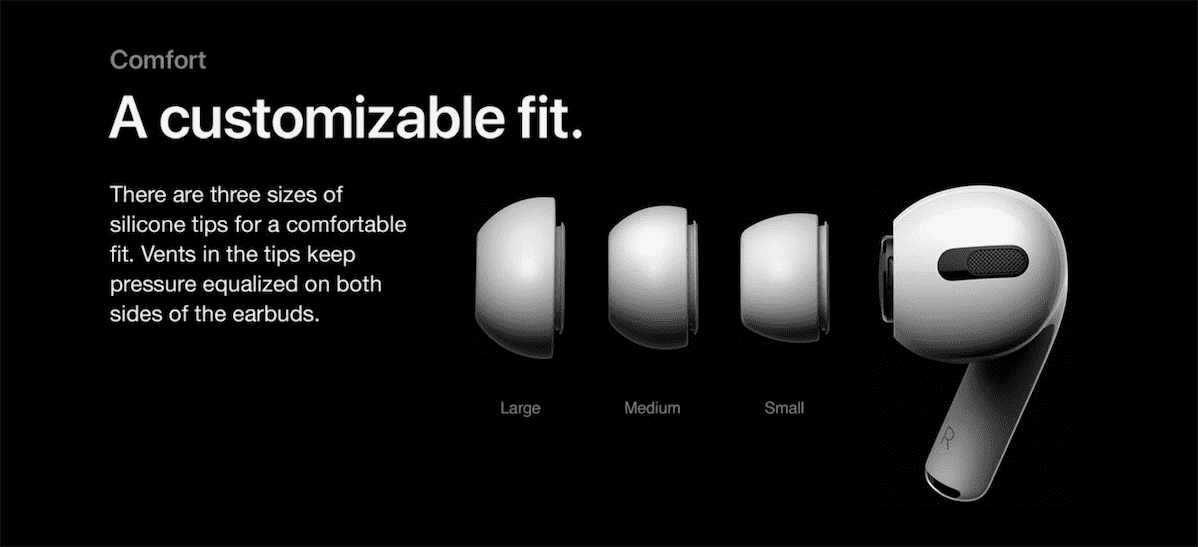 Comfort
A customizable fit.
There are three sizes of
silicone tips for a comfortable
fit. Vents in the tips keep
pressure equalized on both
sides of the earbuds.
Large
Medium
Small
R